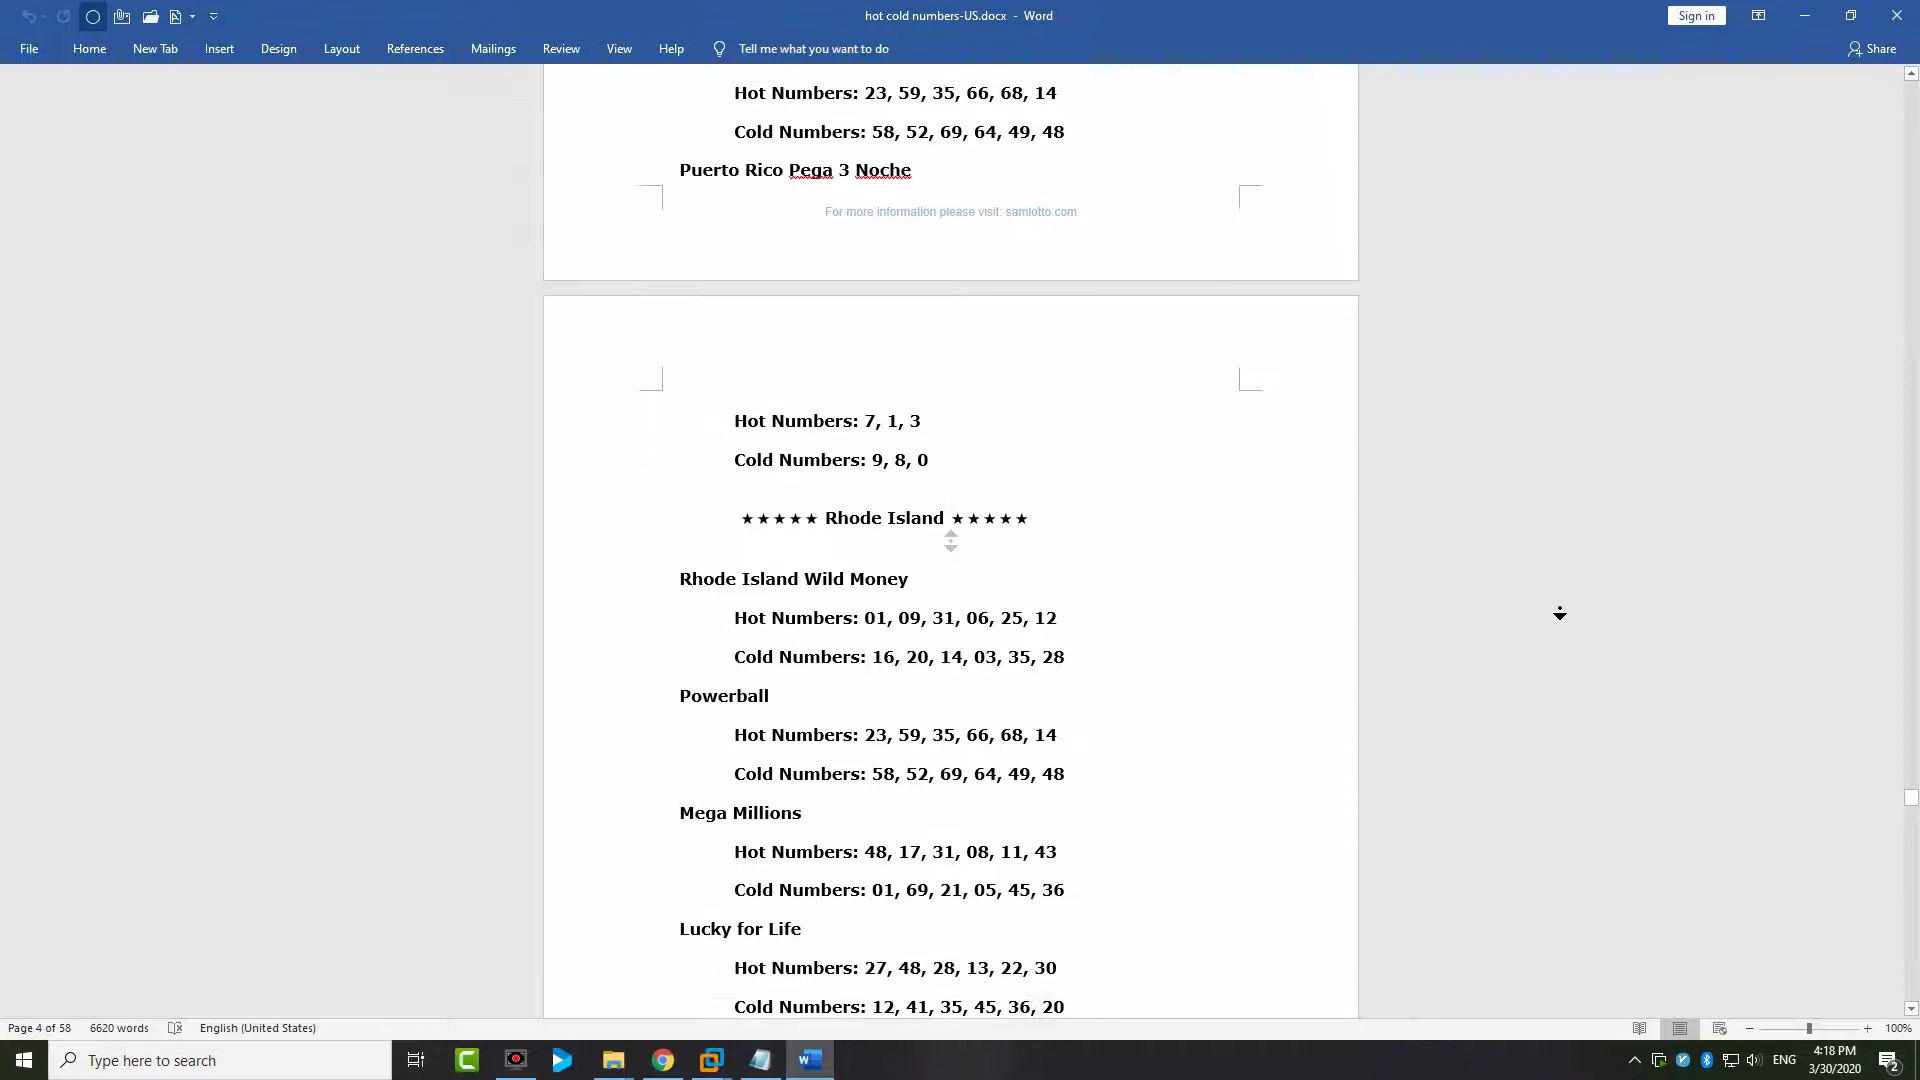 hot cold numbers-US.docx - Word
Sign in
File Home New Tab Insert Design Layout References Mailings Review View Help Tell me what you want to do Share
Hot Numbers: 23, 59, 35, 66, 68, 14
Cold Numbers: 58, 52, 69, 64, 49, 48
Puerto Rico Pega 3 Noche
For more information please visit: samlotto.com
Hot Numbers: 7, 1, 3
Cold Numbers: 9, 8, 0
★★★★★ Rhode Island ★★★★★
Rhode Island Wild Money
Hot Numbers: 01, 09, 31, 06, 25, 12
Cold Numbers: 16, 20, 14, 03, 35, 28
Powerball
Hot Numbers: 23, 59, 35, 66, 68, 14
Cold Numbers: 58, 52, 69, 64, 49, 48
Mega Millions
Hot Numbers: 48, 17, 31, 08, 11, 43
Cold Numbers: 01, 69, 21, 05, 45, 36
Lucky for Life
Hot Numbers: 27, 48, 28, 13, 22, 30
Cold Numbers: 12, 41, 35, 45, 36, 20
Page 4 of 58 6620 words English (United States) 100%
Type here to search
ENG
4:18 PM
3/30/2020
2